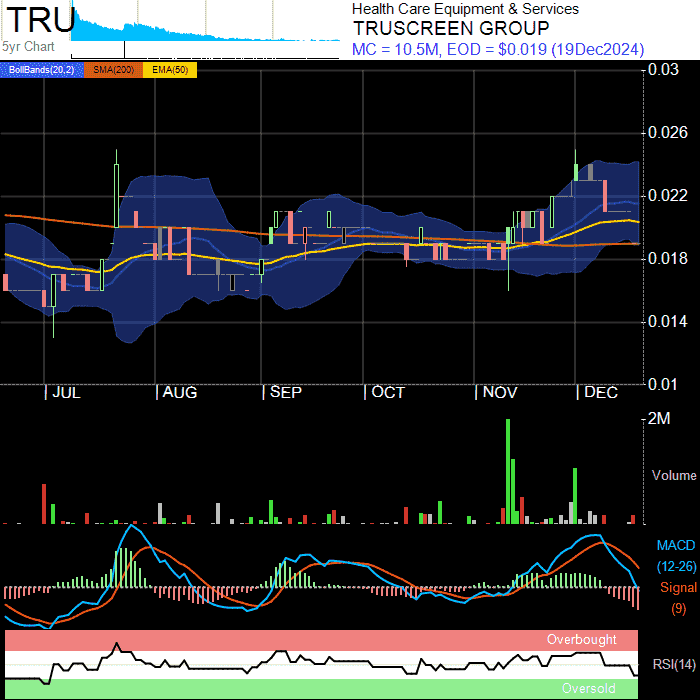 TRU
5yr Chart
Health Care Equipment & Services
TRUSCREEN GROUP
MC = 10.5M, EOD = $0.019 (19Dec2024)
BollBands(20,2) SMA(200) EMA(50)
0.03
0.026
0.022
0.018
0.014
0.01
| JUL | AUG | SEP | OCT | NOV | DEC
2M
Volume
MACD
(12-26)
Signal
(9)
Overbought
RSI(14)
Oversold